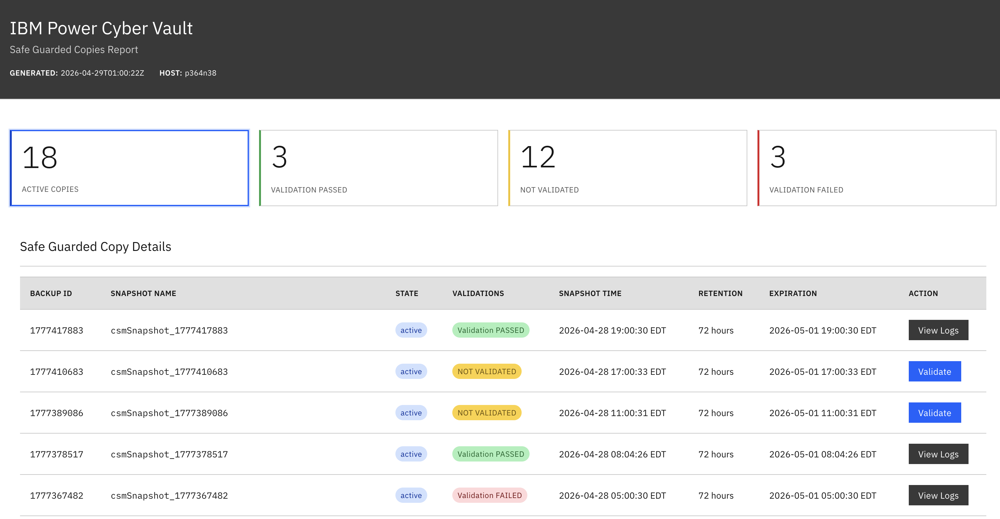 IBM Power Cyber Vault
Safe Guarded Copies Report
GENERATED: 2026-04-29T01:00:22Z HOST: p364n38
18
ACTIVE COPIES
3
VALIDATION PASSED
12
NOT VALIDATED
3
VALIDATION FAILED
Safe Guarded Copy Details
BACKUP ID SNAPSHOT NAME STATE VALIDATIONS SNAPSHOT TIME RETENTION EXPIRATION ACTION
1777417883 csmSnapshot_1777417883 active Validation PASSED 2026-04-28 19:00:30 EDT 72 hours 2026-05-01 19:00:30 EDT View Logs
1777410683 csmSnapshot_1777410683 active NOT VALIDATED 2026-04-28 17:00:33 EDT 72 hours 2026-05-01 17:00:33 EDT Validate
1777389086 csmSnapshot_1777389086 active NOT VALIDATED 2026-04-28 11:00:31 EDT 72 hours 2026-05-01 11:00:31 EDT Validate
1777378517 csmSnapshot_1777378517 active Validation PASSED 2026-04-28 08:04:26 EDT 72 hours 2026-05-01 08:04:26 EDT View Logs
1777367482 csmSnapshot_1777367482 active Validation FAILED 2026-04-28 05:00:30 EDT 72 hours 2026-05-01 05:00:30 EDT View Logs